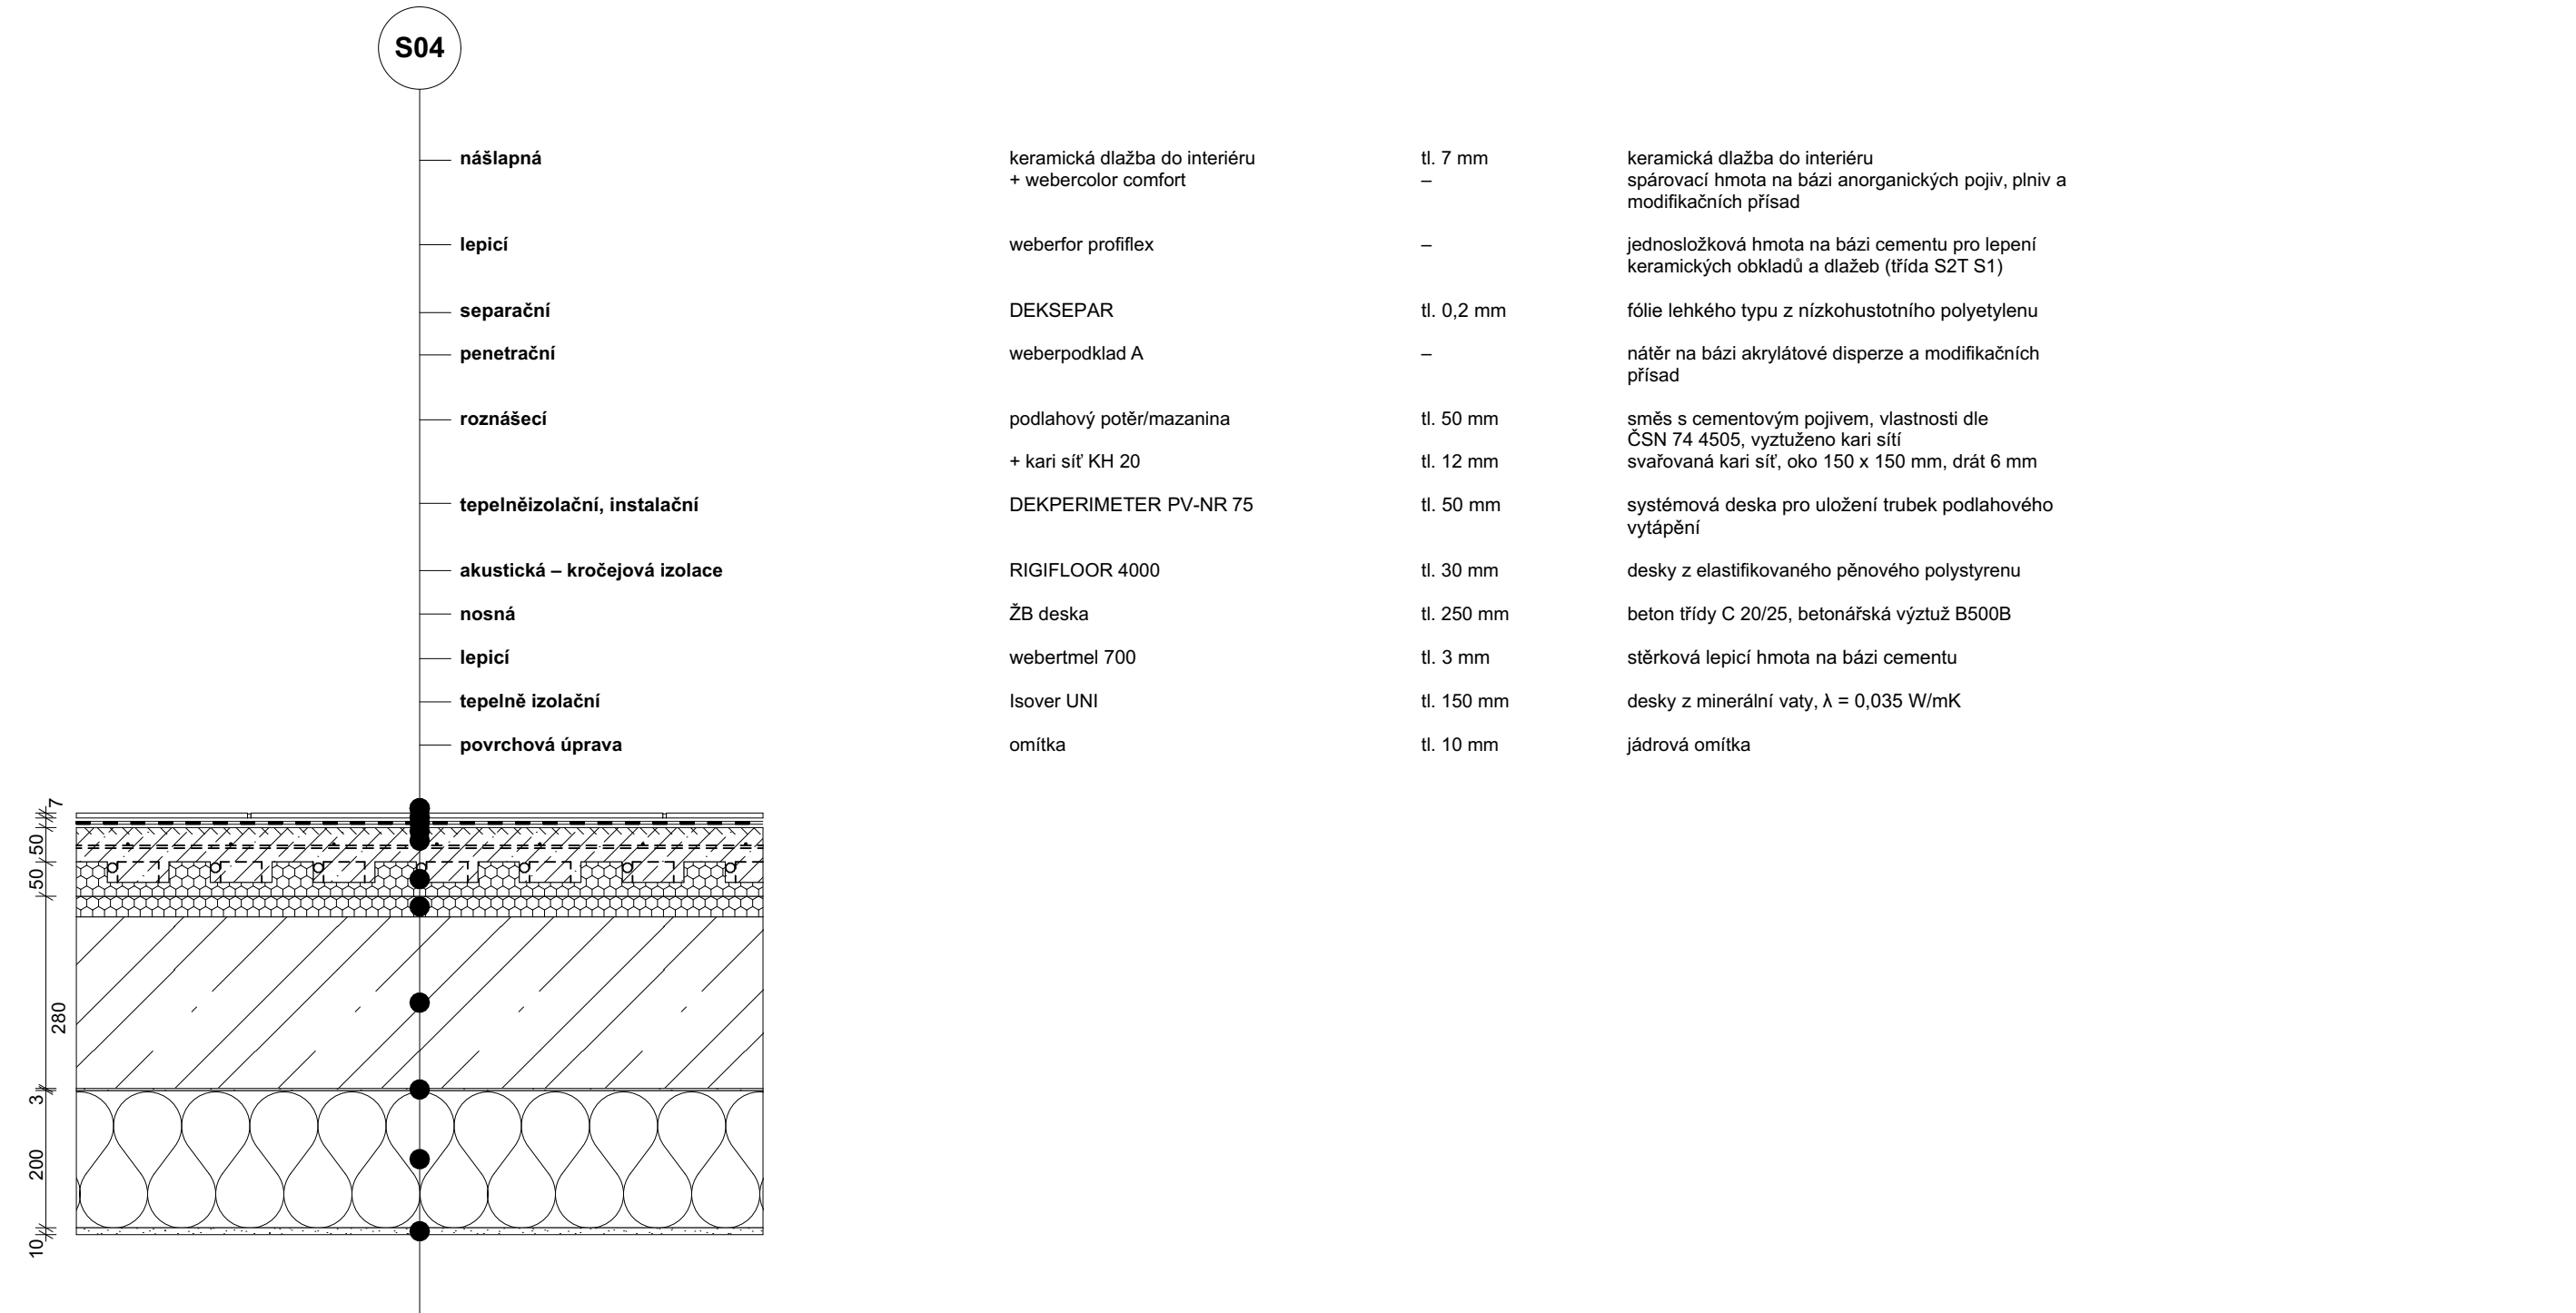 S04
nášlapná keramická dlažba do interiéru tl. 7 mm keramická dlažba do interiéru
+ webercolor comfort – spárovací hmota na bázi anorganických pojiv, plniv a
modifikačních přísad
lepicí weberfor profiflex – jednosložková hmota na bázi cementu pro lepení
keramických obkladů a dlažeb (třída S2T S1)
separační DEKSEPAR tl. 0,2 mm fólie lehkého typu z nízkohustotního polyetylenu
penetrační weberpodklad A – nátěr na bázi akrylátové disperze a modifikačních
přísad
roznášecí podlahový potěr/mazanina tl. 50 mm směs s cementovým pojivem, vlastnosti dle
ČSN 74 4505, vyztuženo kari sítí
+ kari síť KH 20 tl. 12 mm svařovaná kari síť, oko 150 x 150 mm, drát 6 mm
tepelněizolační, instalační DEKPERIMETER PV-NR 75 tl. 50 mm systémová deska pro uložení trubek podlahového
vytápění
akustická – kročejová izolace RIGIFLOOR 4000 tl. 30 mm desky z elastifikovaného pěnového polystyrenu
nosná ŽB deska tl. 250 mm beton třídy C 20/25, betonářská výztuž B500B
lepicí webertmel 700 tl. 3 mm stěrková lepicí hmota na bázi cementu
tepelně izolační Isover UNI tl. 150 mm desky z minerální vaty, λ = 0,035 W/mK
povrchová úprava omítka tl. 10 mm jádrová omítka
7
50
50
280
3
200
10